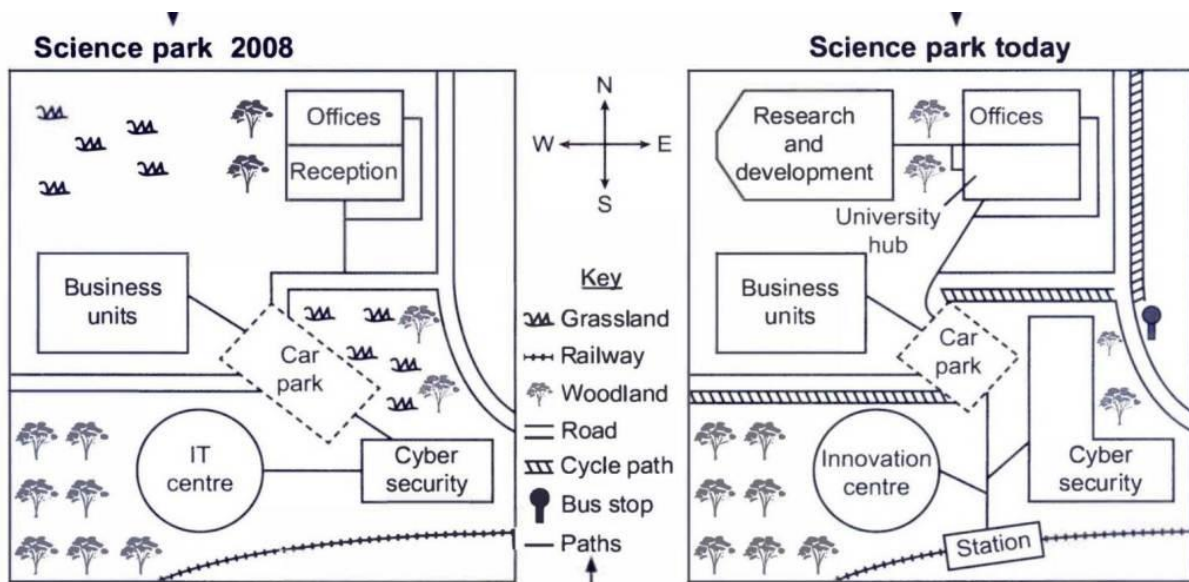 Science park 2008
Offices
Reception
Business
units
Car
park
IT
centre
Cyber
security
N
W E
S
Key
Grassland
Railway
Woodland
Road
Cycle path
Bus stop
Paths
Science park today
Research
and
development
Offices
University
hub
Business
units
Car
park
Innovation
centre
Cyber
security
Station